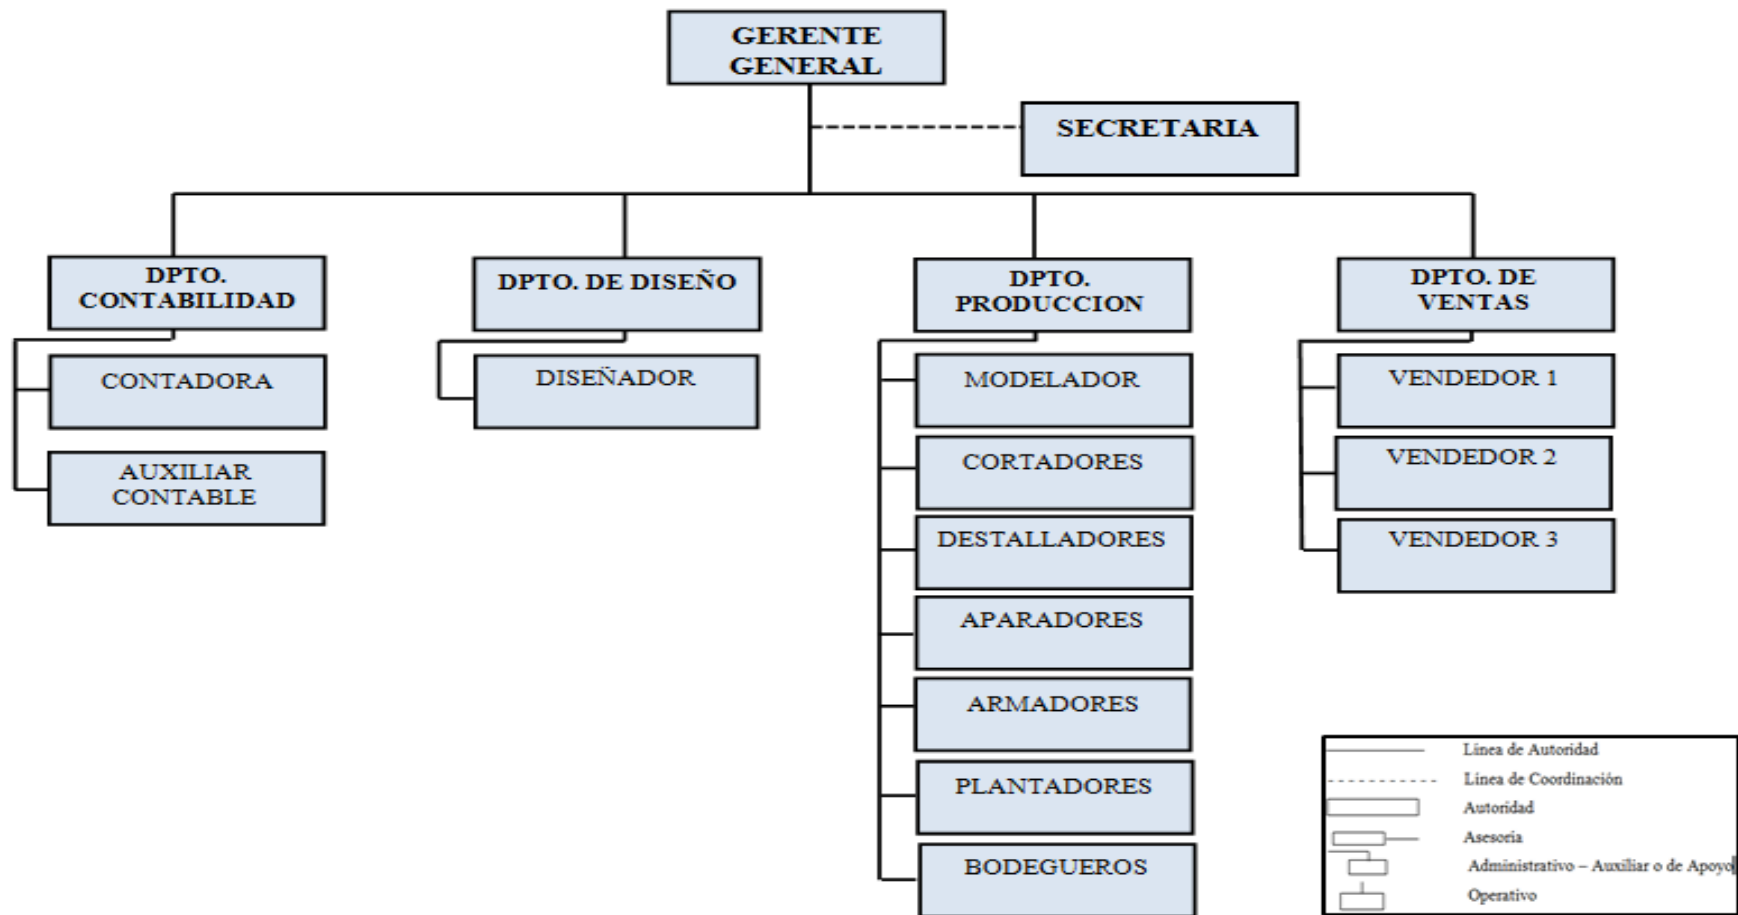 GERENTE
GENERAL
SECRETARIA
DPTO.
CONTABILIDAD
CONTADORA
AUXILIAR
CONTABLE
DPTO. DE DISEÑO
DISEÑADOR
DPTO.
PRODUCCION
MODELADOR
CORTADORES
DESTALLADORES
APARADORES
ARMADORES
PLANTADORES
BODEGUEROS
DPTO. DE
VENTAS
VENDEDOR 1
VENDEDOR 2
VENDEDOR 3
Línea de Autoridad
Línea de Coordinación
Autoridad
Asesoría
Administrativo – Auxiliar o de Apoyo
Operativo